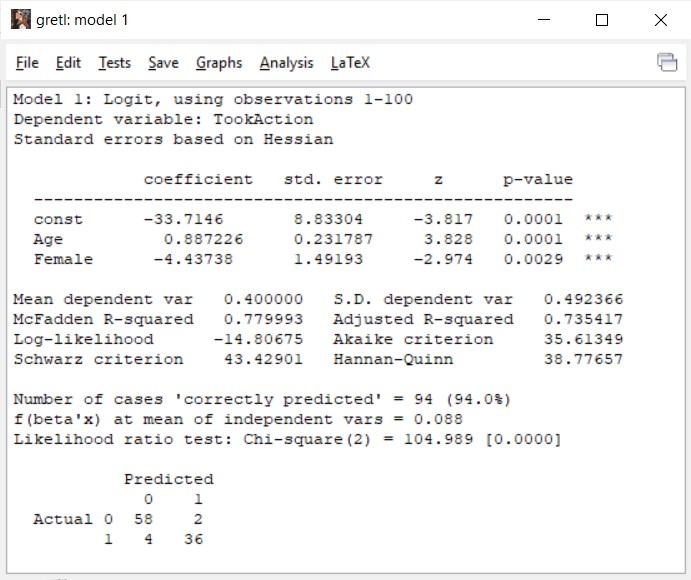 gretl: model 1
File Edit Tests Save Graphs Analysis LaTeX
Model 1: Logit, using observations 1-100
Dependent variable: TookAction
Standard errors based on Hessian
coefficient std. error z p-value
---------------------------------------------------------
const -33.7146 8.83304 -3.817 0.0001 ***
Age 0.887226 0.231787 3.828 0.0001 ***
Female -4.43738 1.49193 -2.974 0.0029 ***
Mean dependent var 0.400000 S.D. dependent var 0.492366
McFadden R-squared 0.779993 Adjusted R-squared 0.735417
Log-likelihood -14.80675 Akaike criterion 35.61349
Schwarz criterion 43.42901 Hannan-Quinn 38.77657
Number of cases 'correctly predicted' = 94 (94.0%)
f(beta'x) at mean of independent vars = 0.088
Likelihood ratio test: Chi-square(2) = 104.989 [0.0000]
Predicted
0 1
Actual 0 58 2
1 4 36